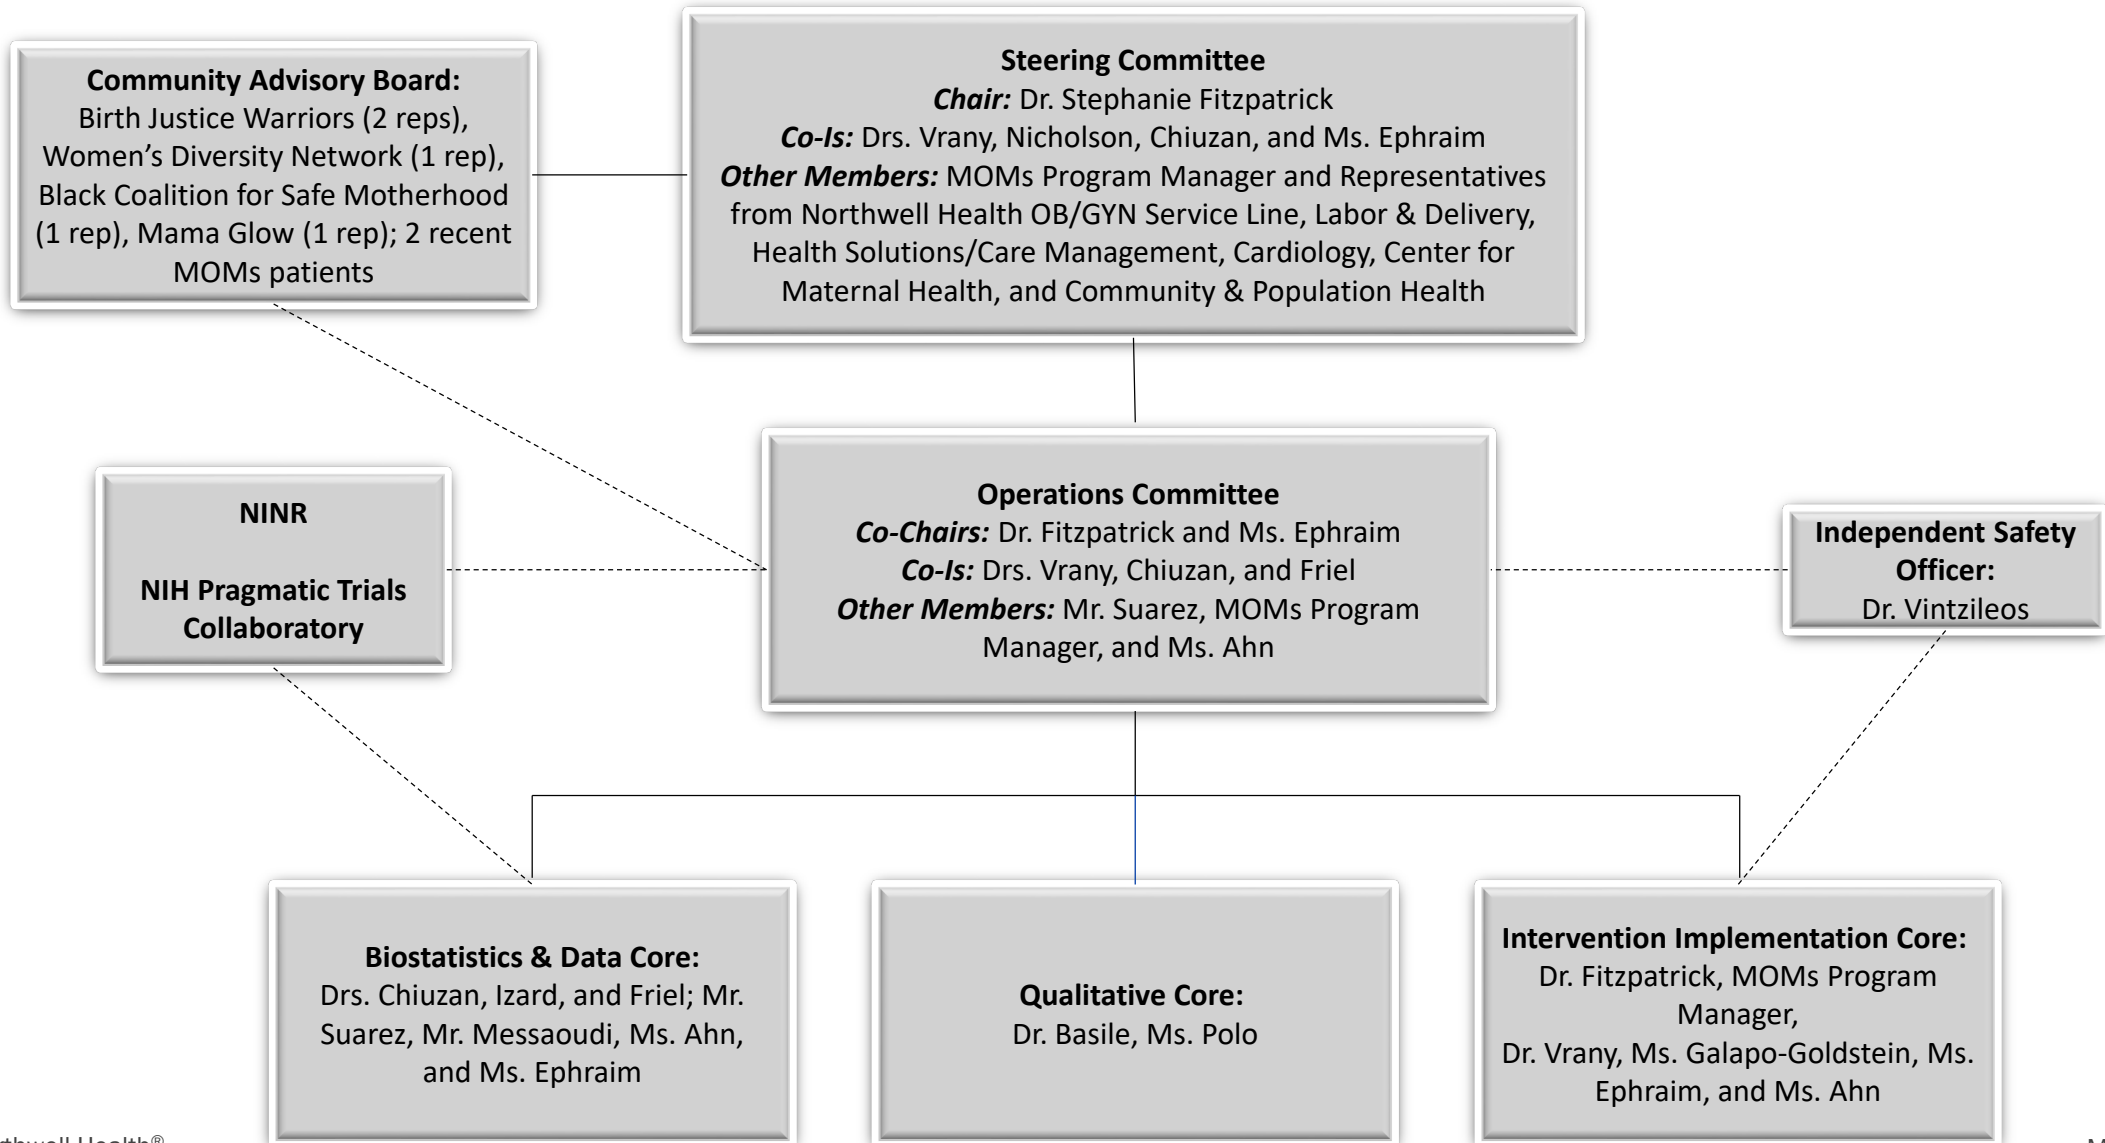 Community Advisory Board:
Birth Justice Warriors (2 reps),
Women’s Diversity Network (1 rep),
Black Coalition for Safe Motherhood
(1 rep), Mama Glow (1 rep); 2 recent
MOMs patients
Steering Committee
Chair: Dr. Stephanie Fitzpatrick
Co-Is: Drs. Vrany, Nicholson, Chiuzan, and Ms. Ephraim
Other Members: MOMs Program Manager and Representatives
from Northwell Health OB/GYN Service Line, Labor & Delivery,
Health Solutions/Care Management, Cardiology, Center for
Maternal Health, and Community & Population Health
NINR
NIH Pragmatic Trials
Collaboratory
Operations Committee
Co-Chairs: Dr. Fitzpatrick and Ms. Ephraim
Co-Is: Drs. Vrany, Chiuzan, and Friel
Other Members: Mr. Suarez, MOMs Program
Manager, and Ms. Ahn
Independent Safety
Officer:
Dr. Vintzileos
Biostatistics & Data Core:
Drs. Chiuzan, Izard, and Friel; Mr.
Suarez, Mr. Messaoudi, Ms. Ahn,
and Ms. Ephraim
Qualitative Core:
Dr. Basile, Ms. Polo
Intervention Implementation Core:
Dr. Fitzpatrick, MOMs Program
Manager,
Dr. Vrany, Ms. Galapo-Goldstein, Ms.
Ephraim, and Ms. Ahn